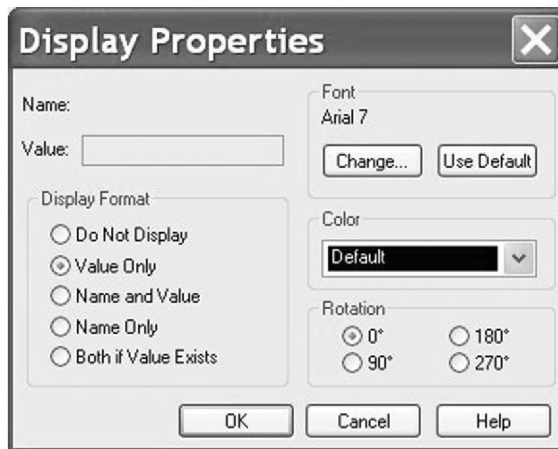 Display Properties
Name:
Value:
Display Format
Do Not Display
Value Only
Name and Value
Name Only
Both if Value Exists
Font
Arial 7
Change...
Use Default
Color
Default
Rotation
0°
180°
90°
270°
OK
Cancel
Help